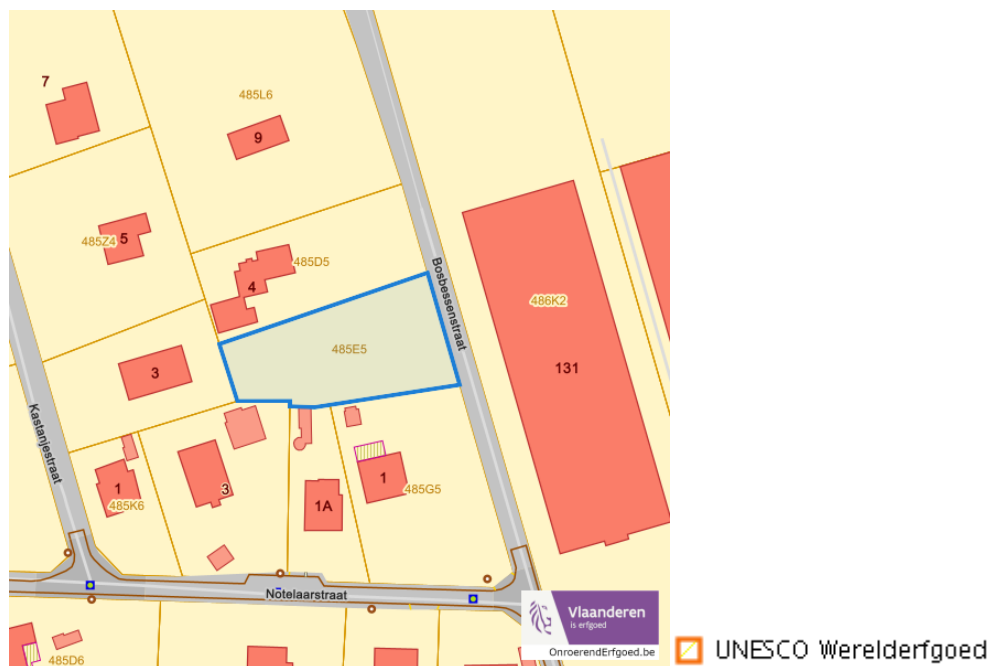 7
485L6
9
5
485Z4
485D5
4
Bosbessenstraat
486K2
485E5
131
3
Kastanjestraat
1
485K6
3
1A
1
485G5
Notelaarstraat
Vlaanderen
is erfgoed
OnroerendErfgoed.be
485D6
UNESCO Werelderfgoed